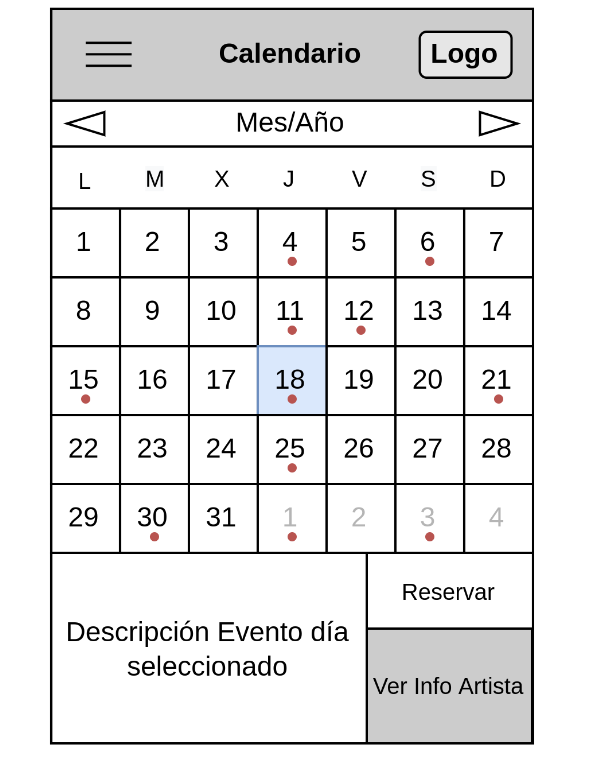 Calendario Logo
Mes/Año
L M X J V S D
1 2 3 4 5 6 7
8 9 10 11 12 13 14
15 16 17 18 19 20 21
22 23 24 25 26 27 28
29 30 31 1 2 3 4
Descripción Evento día
seleccionado
Reservar
Ver Info Artista